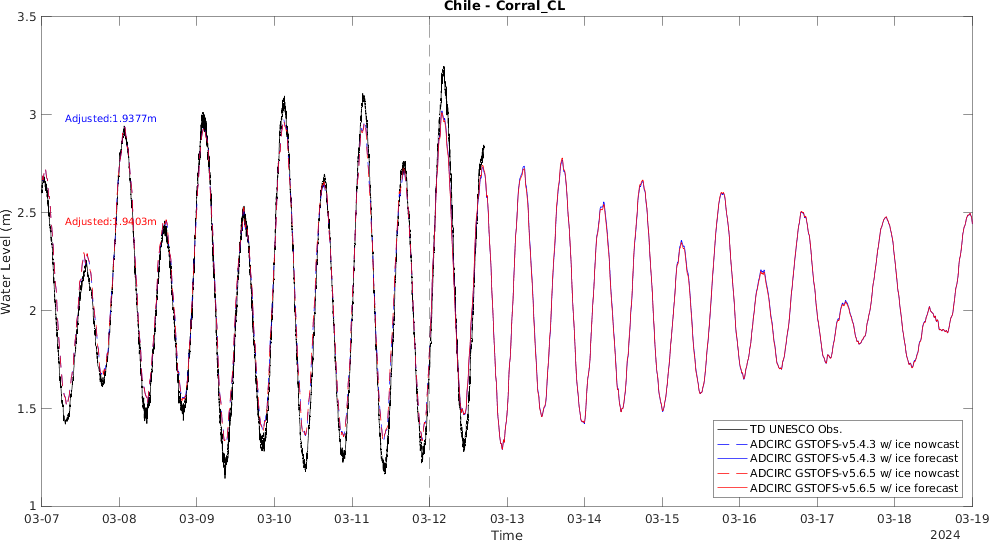 Chile - Corral_CL
3.5
3
2.5
2
1.5
1
Water Level (m)
Adjusted:1.9377m
Adjusted:1.9403m
TD UNESCO Obs.
ADCIRC GSTOFS-v5.4.3 w/ ice nowcast
ADCIRC GSTOFS-v5.4.3 w/ ice forecast
ADCIRC GSTOFS-v5.6.5 w/ ice nowcast
ADCIRC GSTOFS-v5.6.5 w/ ice forecast
03-07 03-08 03-09 03-10 03-11 03-12 03-13 03-14 03-15 03-16 03-17 03-18 03-19
Time
2024